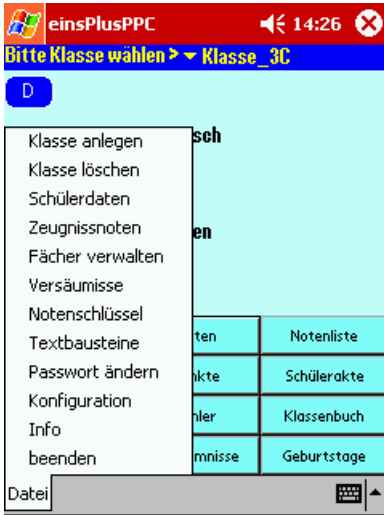 einsPlusPPC 14:26
Bitte Klasse wählen > Klasse_3C
D
sch
en
Klasse anlegen
Klasse löschen
Schülerdaten
Zeugnissnoten
Fächer verwalten
Versäumisse
Notenschlüssel
Textbausteine
Passwort ändern
Konfiguration
Info
beenden
ten Notenliste
nkte Schülerakte
hler Klassenbuch
mnisse Geburtstage
Datei